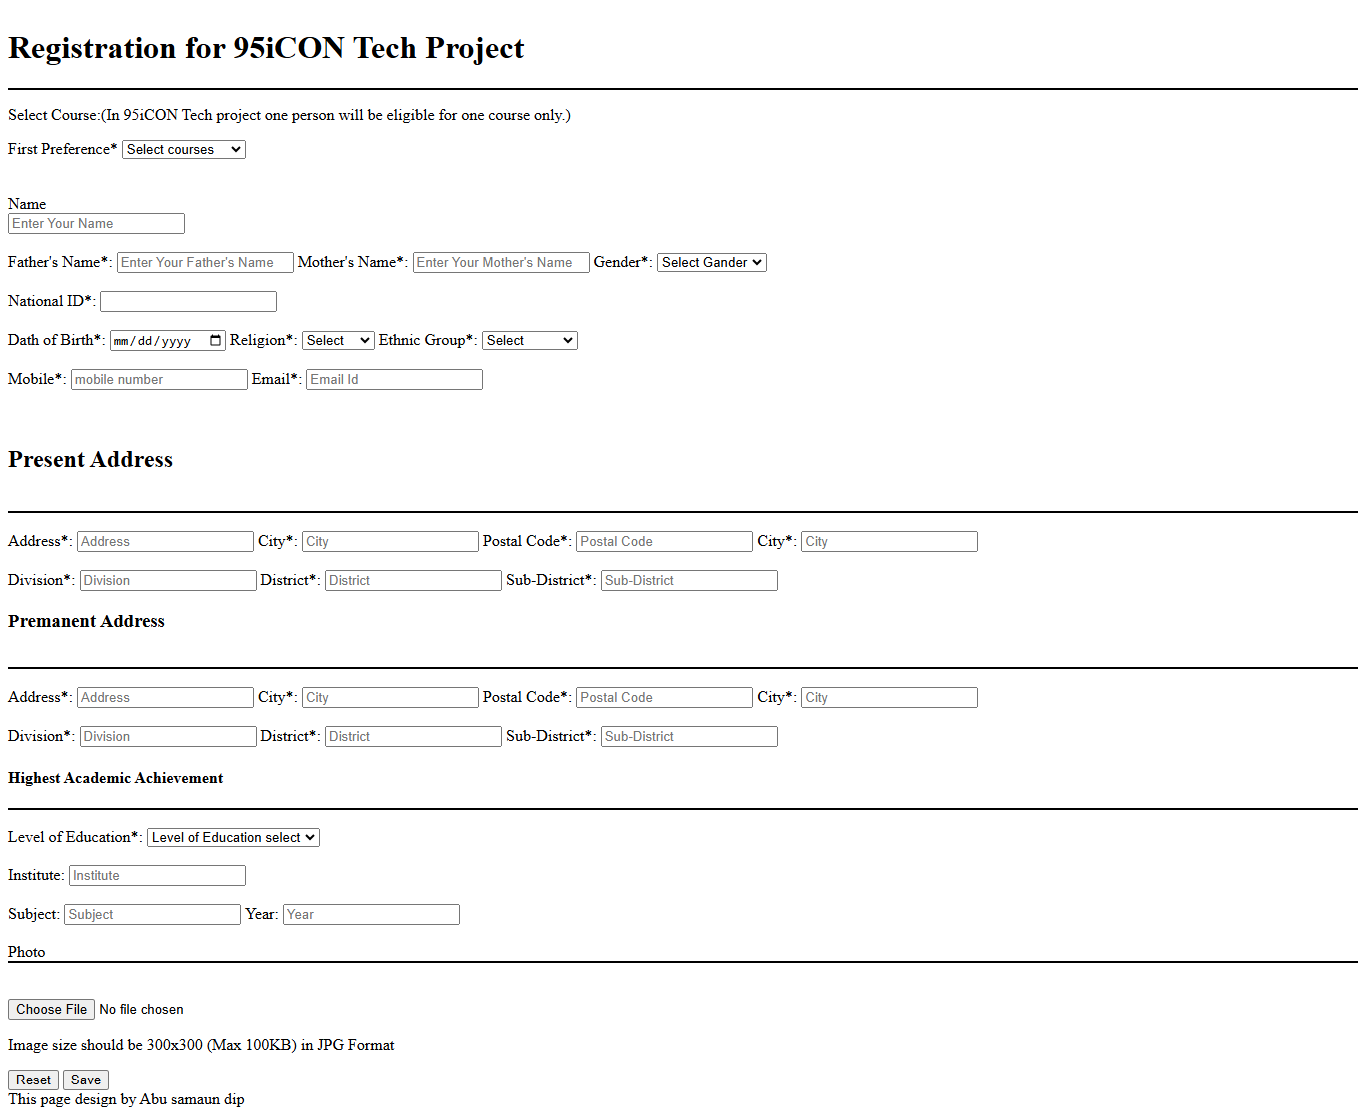 Registration for 95iCON Tech Project
Select Course:(In 95iCON Tech project one person will be eligible for one course only.)
First Preference* Select courses
Name
Enter Your Name
Father's Name*: Enter Your Father's Name Mother's Name*: Enter Your Mother's Name Gender*: Select Gander
National ID*:
Dath of Birth*: mm/dd/yyyy Religion*: Select Ethnic Group*: Select
Mobile*: mobile number Email*: Email Id
Present Address
Address*: Address City*: City Postal Code*: Postal Code City*: City
Division*: Division District*: District Sub-District*: Sub-District
Premanent Address
Address*: Address City*: City Postal Code*: Postal Code City*: City
Division*: Division District*: District Sub-District*: Sub-District
Highest Academic Achievement
Level of Education*: Level of Education select
Institute: Institute
Subject: Subject Year: Year
Photo
Choose File No file chosen
Image size should be 300x300 (Max 100KB) in JPG Format
Reset Save
This page design by Abu samaun dip